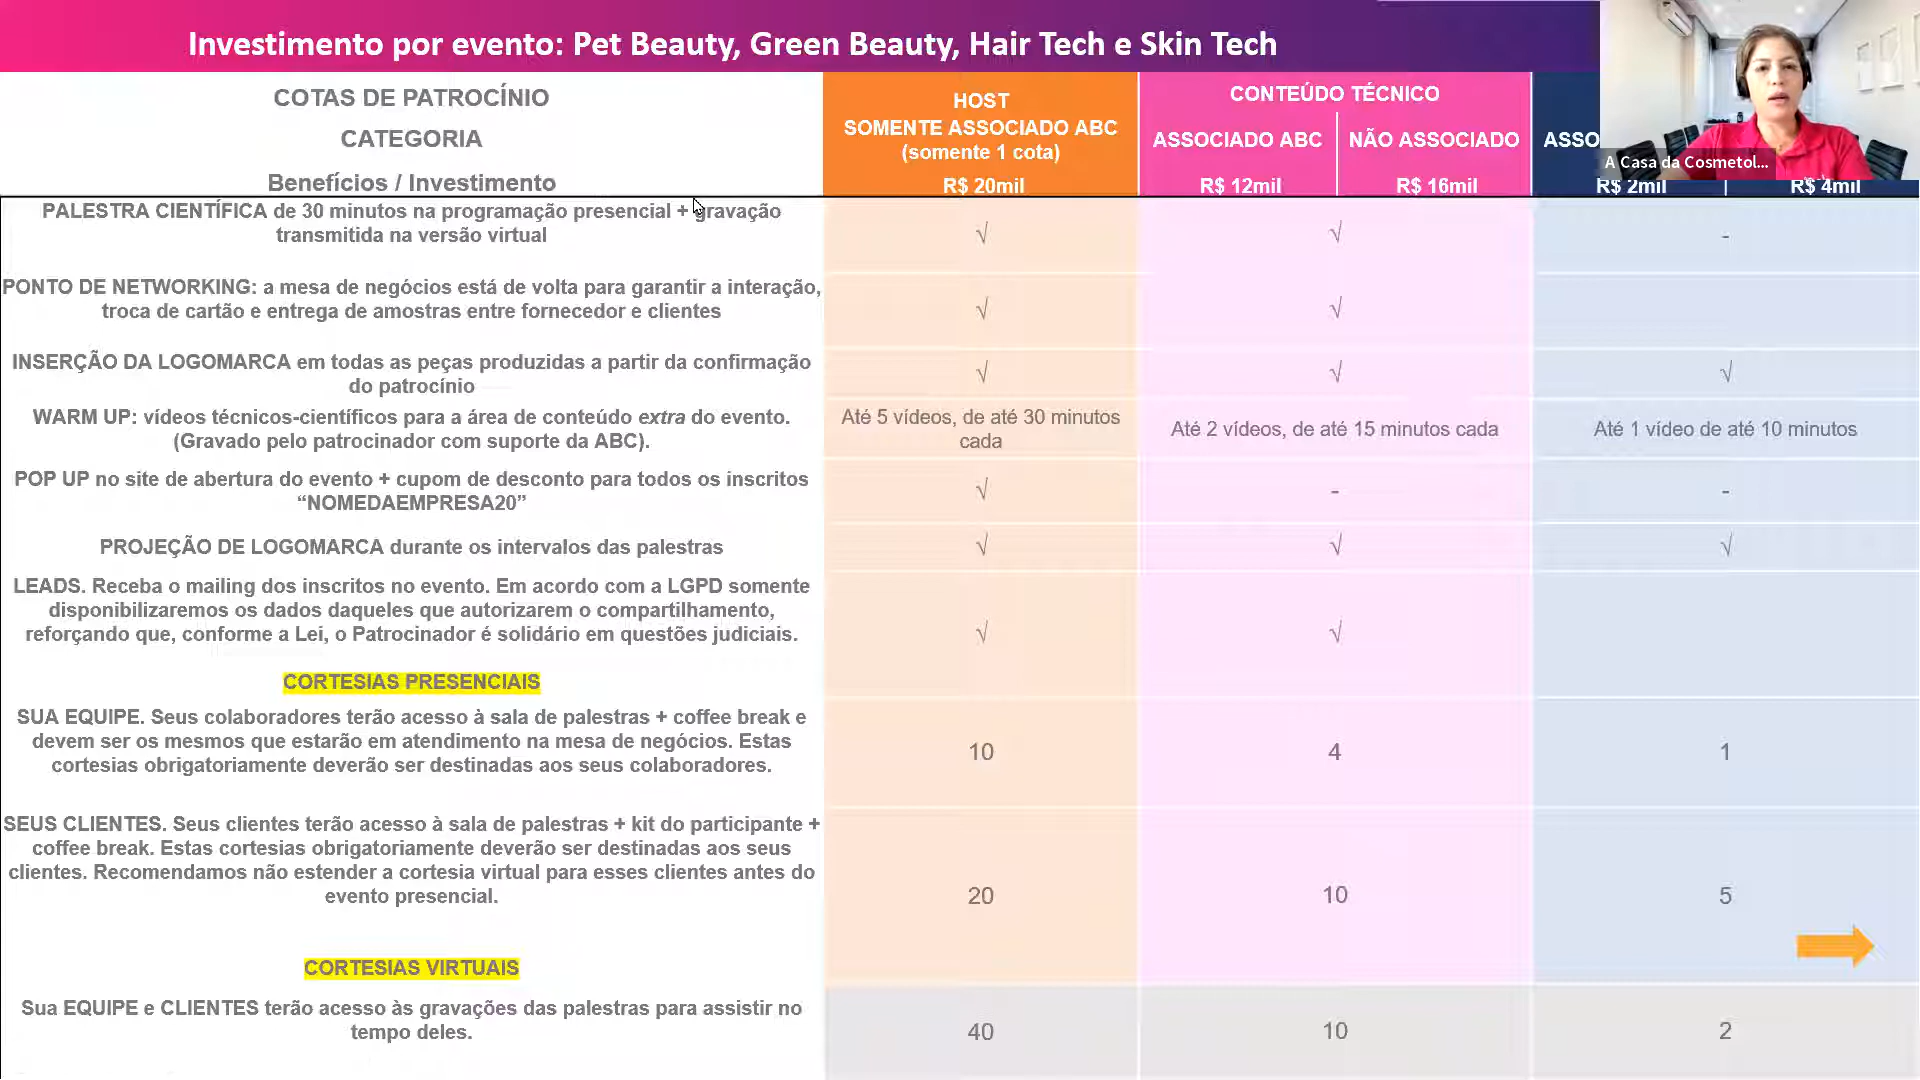 Investimento por evento: Pet Beauty, Green Beauty, Hair Tech e Skin Tech
COTAS DE PATROCÍNIO
CATEGORIA
Benefícios / Investimento
HOST
SOMENTE ASSOCIADO ABC
(somente 1 cota)
R$ 20mil
CONTEÚDO TÉCNICO
ASSOCIADO ABC
NÃO ASSOCIADO
R$ 12mil
R$ 16mil
ASSO
R$ 2mil
R$ 4mil
A Casa da Cosmetol...
PALESTRA CIENTÍFICA de 30 minutos na programação presencial + gravação
transmitida na versão virtual
√
√
-
PONTO DE NETWORKING: a mesa de negócios está de volta para garantir a interação,
troca de cartão e entrega de amostras entre fornecedor e clientes
√
√
INSERÇÃO DA LOGOMARCA em todas as peças produzidas a partir da confirmação
do patrocínio
√
√
√
WARM UP: vídeos técnicos-científicos para a área de conteúdo extra do evento.
(Gravado pelo patrocinador com suporte da ABC).
Até 5 vídeos, de até 30 minutos
cada
Até 2 vídeos, de até 15 minutos cada
Até 1 vídeo de até 10 minutos
POP UP no site de abertura do evento + cupom de desconto para todos os inscritos
“NOMEDAEMPRESA20”
√
-
-
PROJEÇÃO DE LOGOMARCA durante os intervalos das palestras
√
√
√
LEADS. Receba o mailing dos inscritos no evento. Em acordo com a LGPD somente
disponibilizaremos os dados daqueles que autorizarem o compartilhamento,
reforçando que, conforme a Lei, o Patrocinador é solidário em questões judiciais.
√
√
CORTESIAS PRESENCIAIS
SUA EQUIPE. Seus colaboradores terão acesso à sala de palestras + coffee break e
devem ser os mesmos que estarão em atendimento na mesa de negócios. Estas
cortesias obrigatoriamente deverão ser destinadas aos seus colaboradores.
10
4
1
SEUS CLIENTES. Seus clientes terão acesso à sala de palestras + kit do participante +
coffee break. Estas cortesias obrigatoriamente deverão ser destinadas aos seus
clientes. Recomendamos não estender a cortesia virtual para esses clientes antes do
evento presencial.
20
10
5
CORTESIAS VIRTUAIS
Sua EQUIPE e CLIENTES terão acesso às gravações das palestras para assistir no
tempo deles.
40
10
2